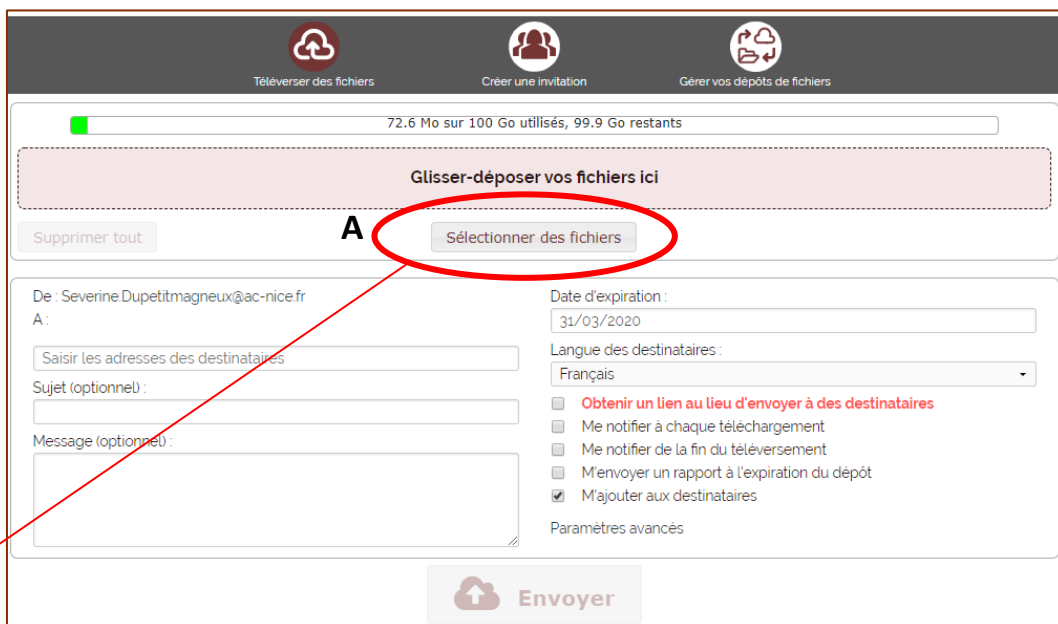 Téléverser des fichiers
Créer une invitation
Gérer vos dépôts de fichiers
72.6 Mo sur 100 Go utilisés, 99.9 Go restants
Glisser-déposer vos fichiers ici
Supprimer tout
A
Sélectionner des fichiers
De : Severine.Dupetitmagneux@ac-nice.fr
A :
Saisir les adresses des destinataires
Sujet (optionnel) :
Message (optionnel) :
Date d'expiration :
31/03/2020
Langue des destinataires :
Français
Obtenir un lien au lieu d'envoyer à des destinataires
Me notifier à chaque téléchargement
Me notifier de la fin du téléversement
M'envoyer un rapport à l'expiration du dépôt
M'ajouter aux destinataires
Paramètres avancés
Envoyer